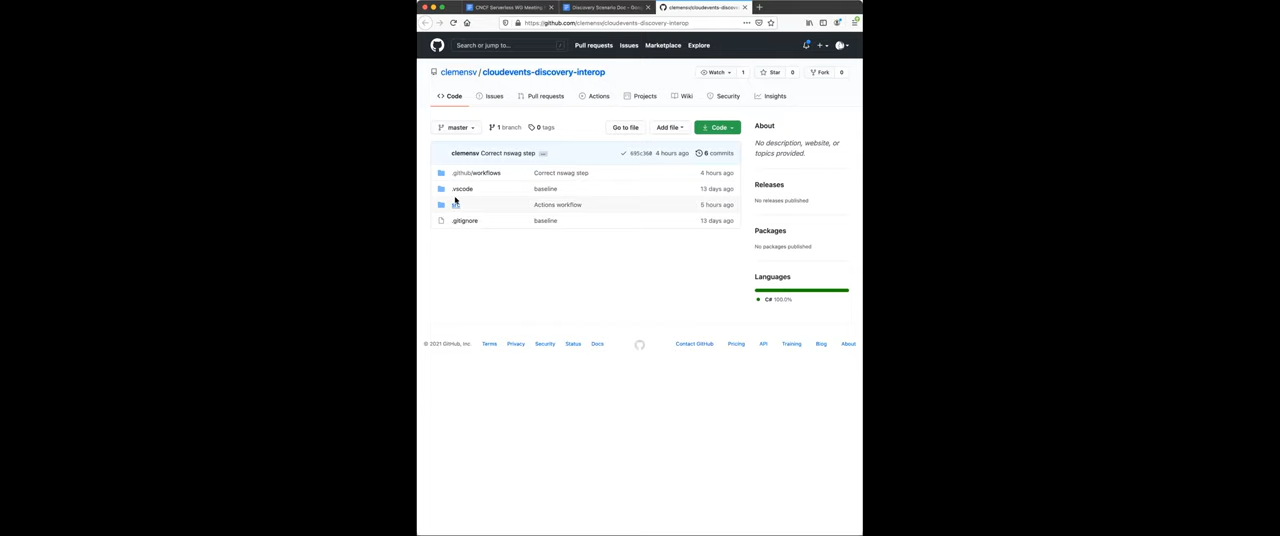 CNCF Serverless WG Meeting
Discovery Scenario Doc - Goo
clemensv/cloudevents-discover
https://github.com/clemensv/cloudevents-discovery-interop
Search or jump to...
/
Pull requests
Issues
Marketplace
Explore
clemensv / cloudevents-discovery-interop
Watch
1
Star
0
Fork
0
Code
Issues
Pull requests
Actions
Projects
Wiki
Security
Insights
master
1 branch
0 tags
Go to file
Add file
Code
clemensv Correct nswag step
695c360
4 hours ago
6 commits
.github/workflows
Correct nswag step
4 hours ago
.vscode
baseline
13 days ago
src
Actions workflow
5 hours ago
.gitignore
baseline
13 days ago
About
No description, website, or
topics provided.
Releases
No releases published
Packages
No packages published
Languages
C# 100.0%
© 2021 GitHub, Inc.
Terms
Privacy
Security
Status
Docs
Contact GitHub
Pricing
API
Training
Blog
About